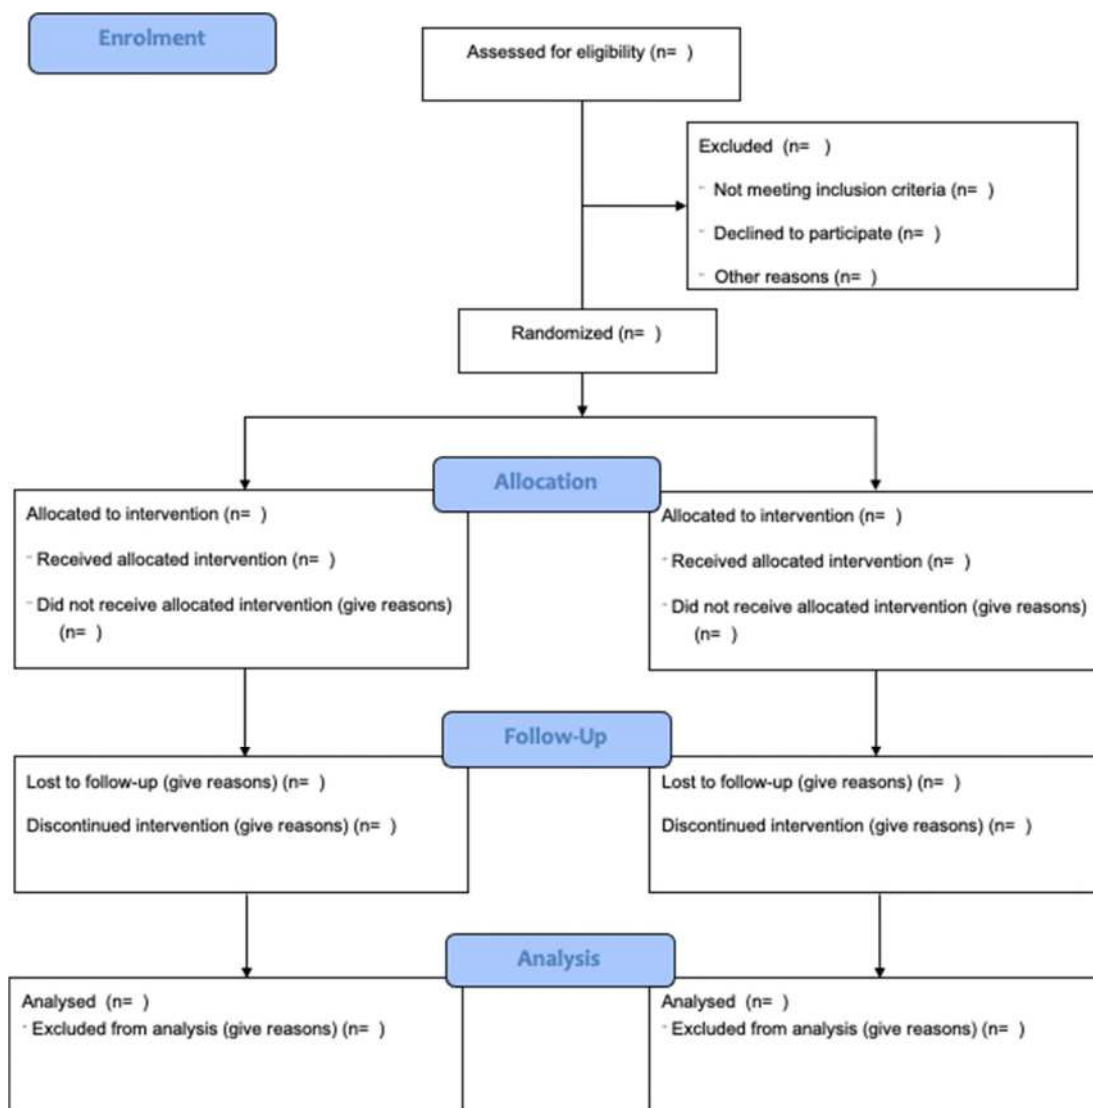 Enrolment
Assessed for eligibility (n=  )
Excluded  (n=   )
- Not meeting inclusion criteria (n=  )
- Declined to participate (n=  )
- Other reasons (n=  )
Randomized (n=  )
Allocation
Allocated to intervention (n=  )
- Received allocated intervention (n=  )
- Did not receive allocated intervention (give reasons)
(n=  )
Allocated to intervention (n=  )
- Received allocated intervention (n=  )
- Did not receive allocated intervention (give reasons)
(n=  )
Follow-Up
Lost to follow-up (give reasons) (n=  )
Discontinued intervention (give reasons) (n=  )
Lost to follow-up (give reasons) (n=  )
Discontinued intervention (give reasons) (n=  )
Analysis
Analysed  (n=  )
- Excluded from analysis (give reasons) (n=  )
Analysed  (n=  )
- Excluded from analysis (give reasons) (n=  )